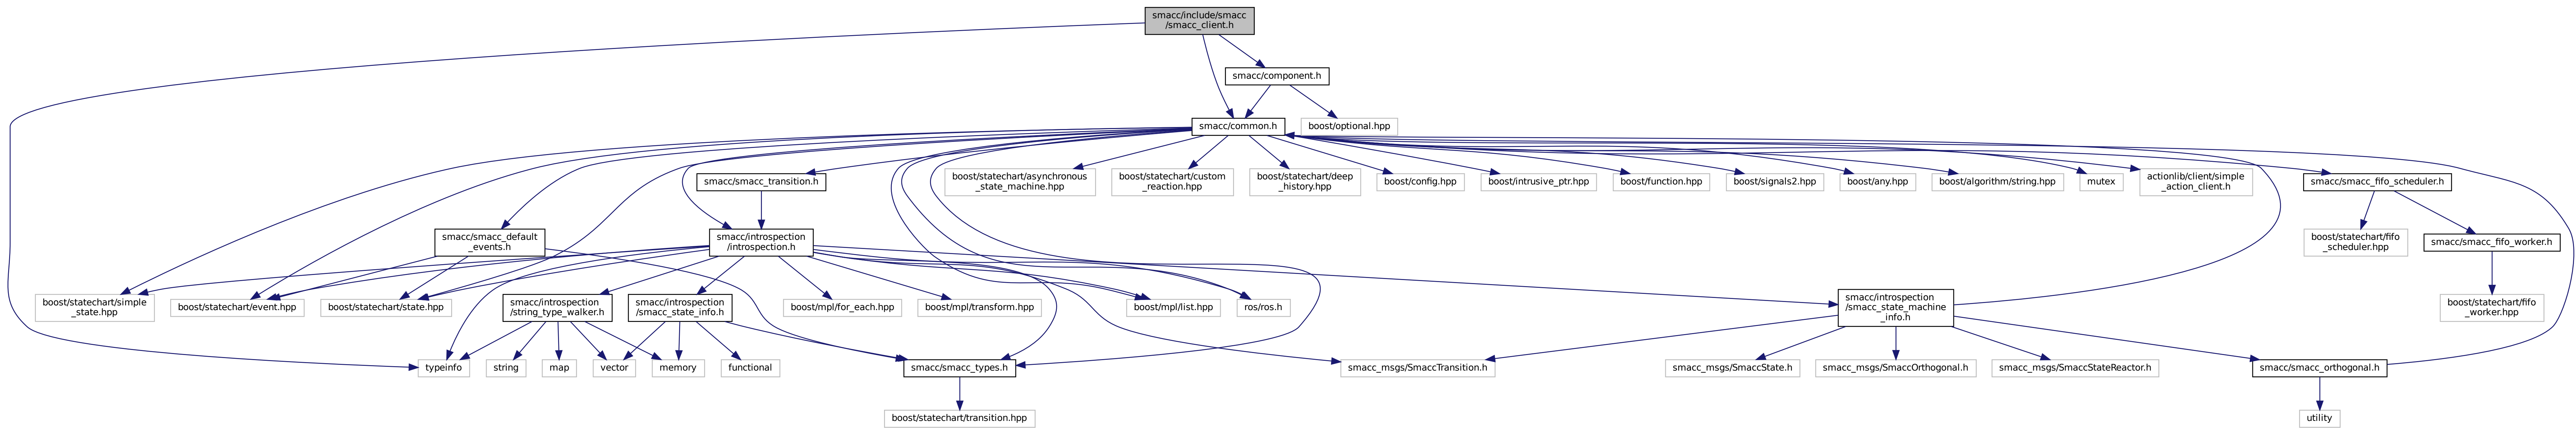 smacc/include/smacc
/smacc_client.h
smacc/component.h
smacc/common.h
boost/optional.hpp
smacc/smacc_transition.h
boost/statechart/asynchronous
_state_machine.hpp
boost/statechart/custom
_reaction.hpp
boost/statechart/deep
_history.hpp
boost/config.hpp
boost/intrusive_ptr.hpp
boost/function.hpp
boost/signals2.hpp
boost/any.hpp
boost/algorithm/string.hpp
mutex
actionlib/client/simple
_action_client.h
smacc/smacc_fifo_scheduler.h
smacc/smacc_default
_events.h
smacc/introspection
/introspection.h
boost/statechart/fifo
_scheduler.hpp
smacc/smacc_fifo_worker.h
boost/statechart/simple
_state.hpp
boost/statechart/event.hpp
boost/statechart/state.hpp
smacc/introspection
/string_type_walker.h
smacc/introspection
/smacc_state_info.h
boost/mpl/for_each.hpp
boost/mpl/transform.hpp
boost/mpl/list.hpp
ros/ros.h
smacc/introspection
/smacc_state_machine
_info.h
boost/statechart/fifo
_worker.hpp
typeinfo
string
map
vector
memory
functional
smacc/smacc_types.h
smacc_msgs/SmaccTransition.h
smacc_msgs/SmaccState.h
smacc_msgs/SmaccOrthogonal.h
smacc_msgs/SmaccStateReactor.h
smacc/smacc_orthogonal.h
boost/statechart/transition.hpp
utility